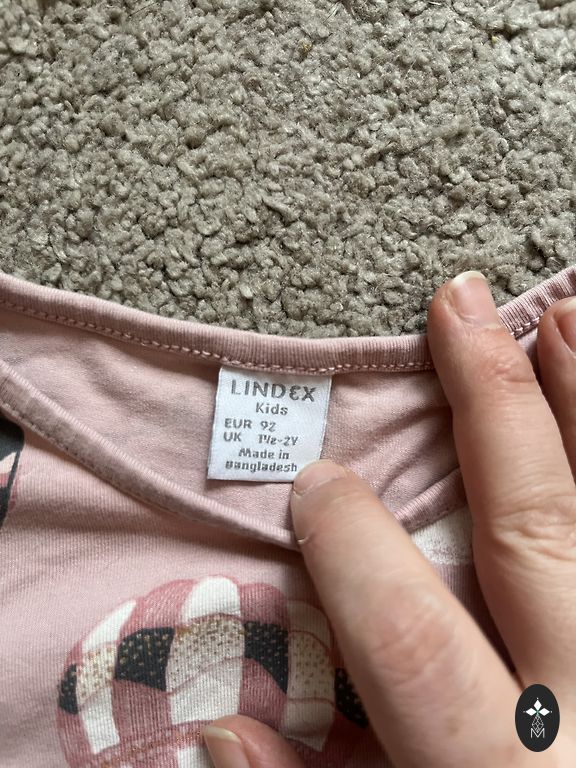 LINDEX
Kids
EUR 92
UK 1½-2Y
Made in
Bangladesh